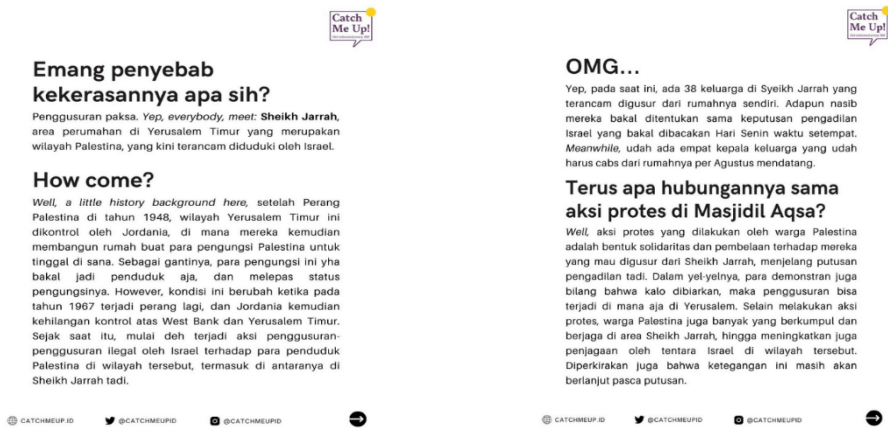 Catch
Me Up!
Emang penyebab
kekerasannya apa sih?
Penggusuran paksa. Yep, everybody, meet: Sheikh Jarrah,
area perumahan di Yerusalem Timur yang merupakan
wilayah Palestina, yang kini terancam diduduki oleh Israel.
How come?
Well, a little history background here, setelah Perang
Palestina di tahun 1948, wilayah Yerusalem Timur ini
dikontrol oleh Jordania, di mana mereka kemudian
membangun rumah buat para pengungsi Palestina untuk
tinggal di sana. Sebagai gantinya, para pengungsi ini yha
bakal jadi penduduk aja, dan melepas status
pengungsinya. However, kondisi ini berubah ketika pada
tahun 1967 terjadi perang lagi, dan Jordania kemudian
kehilangan kontrol atas West Bank dan Yerusalem Timur.
Sejak saat itu, mulai deh terjadi aksi penggusuran-
penggusuran ilegal oleh Israel terhadap para penduduk
Palestina di wilayah tersebut, termasuk di antaranya di
Sheikh Jarrah tadi.
CATCHMEUP.ID @CATCHMEUPID @CATCHMEUPID
Catch
Me Up!
OMG...
Yep, pada saat ini, ada 38 keluarga di Syeikh Jarrah yang
terancam digusur dari rumahnya sendiri. Adapun nasib
mereka bakal ditentukan sama keputusan pengadilan
Israel yang bakal dibacakan Hari Senin waktu setempat.
Meanwhile, udah ada empat kepala keluarga yang udah
harus cabs dari rumahnya per Agustus mendatang.
Terus apa hubungannya sama
aksi protes di Masjidil Aqsa?
Well, aksi protes yang dilakukan oleh warga Palestina
adalah bentuk solidaritas dan pembelaan terhadap mereka
yang mau digusur dari Sheikh Jarrah, menjelang putusan
pengadilan tadi. Dalam yel-yelnya, para demonstran juga
bilang bahwa kalo dibiarkan, maka penggusuran bisa
terjadi di mana aja di Yerusalem. Selain melakukan aksi
protes, warga Palestina juga banyak yang berkumpul dan
berjaga di area Sheikh Jarrah, hingga meningkatkan juga
penjagaan oleh tentara Israel di wilayah tersebut.
Diperkirakan juga bahwa ketegangan ini masih akan
berlanjut pasca putusan.
CATCHMEUP.ID @CATCHMEUPID @CATCHMEUPID